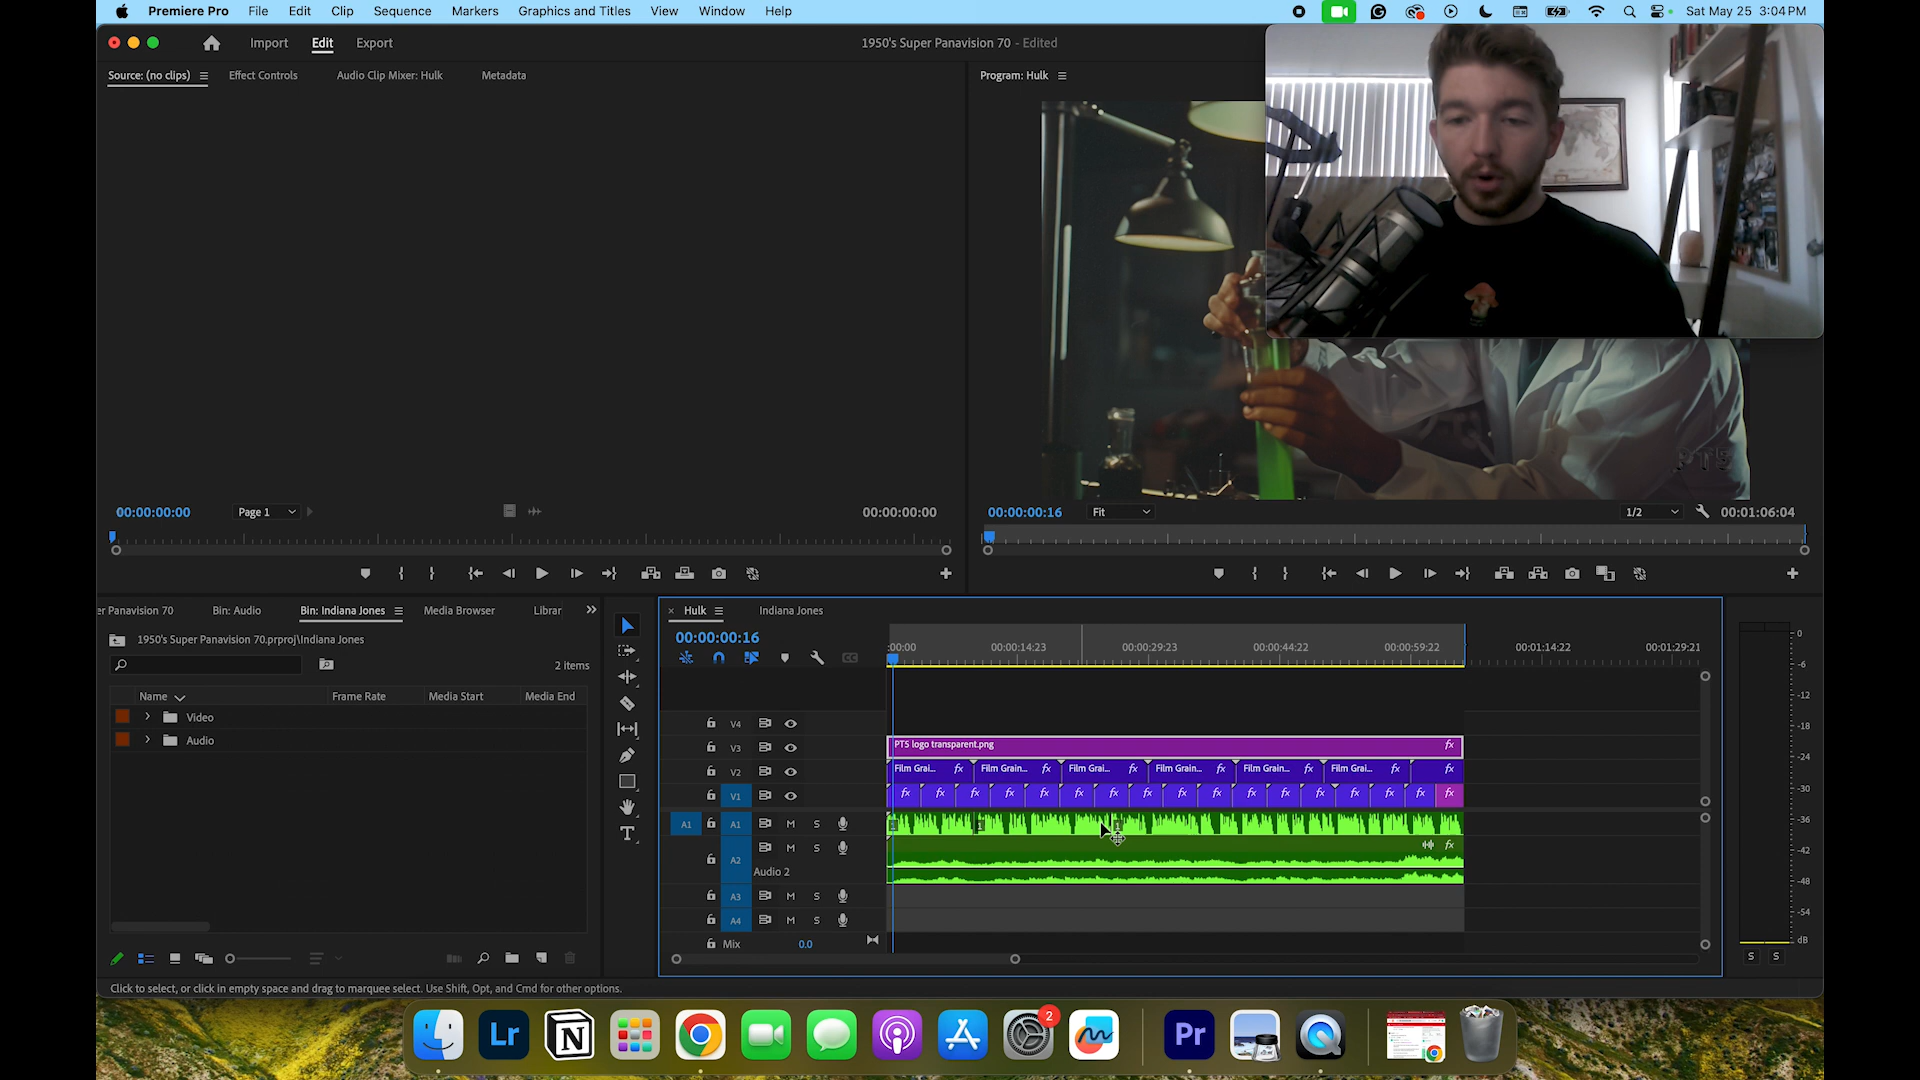 Premiere Pro File Edit Clip Sequence Markers Graphics and Titles View Window Help Sat May 25 3:04 PM
Import Edit Export 1950's Super Panavision 70 - Edited
Source: (no clips) Effect Controls Audio Clip Mixer: Hulk Metadata Program: Hulk
PTS
00:00:00:00 Page 1 00:00:00:00 00:00:00:16 Fit 1/2 00:01:06:04
er Panavision 70 Bin: Audio Bin: Indiana Jones Media Browser Librar Hulk Indiana Jones
1950's Super Panavision 70.prproj\Indiana Jones 00:00:00:16
:00:00 00:00:14:23 00:00:29:23 00:00:44:22 00:00:59:22 00:01:14:22 00:01:29:21
2 items CC
Name Frame Rate Media Start Media End
Video
Audio
V4
V3 PTS logo transparent.png fx
V2 Film Grai... fx Film Grain... fx Film Grai... fx Film Grain... fx Film Grain... fx Film Grai... fx fx
V1 fx fx fx fx fx fx fx fx fx fx fx fx fx fx fx fx fx
A1 A1 M S
A2 M S fx
Audio 2
A3 M S
A4 M S
Mix 0.0
0
-6
-12
-18
-24
-30
-36
-42
-48
-54
dB
S S
Click to select, or click in empty space and drag to marquee select. Use Shift, Opt, and Cmd for other options.
Lr N 2 Pr